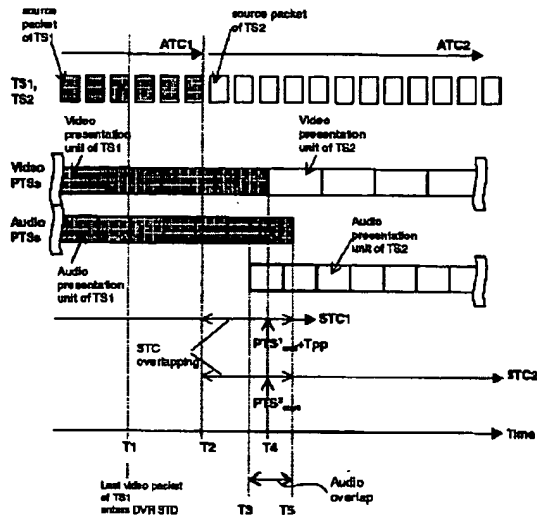 source
packet
of TS1
ATC1
source packet
of TS2
ATC2
TS1,
TS2
Video
presentation
unit of TS1
Video
presentation
unit of TS2
Video
PTSs
Audio
PTSs
Audio
presentation
unit of TS2
Audio
presentation
unit of TS1
STC1
STC
overlapping
+Tpp
STC2
Time
T1
T2
T4
Last video packet
of TS1
enters DVR STD
T3
T5
Audio
overlap